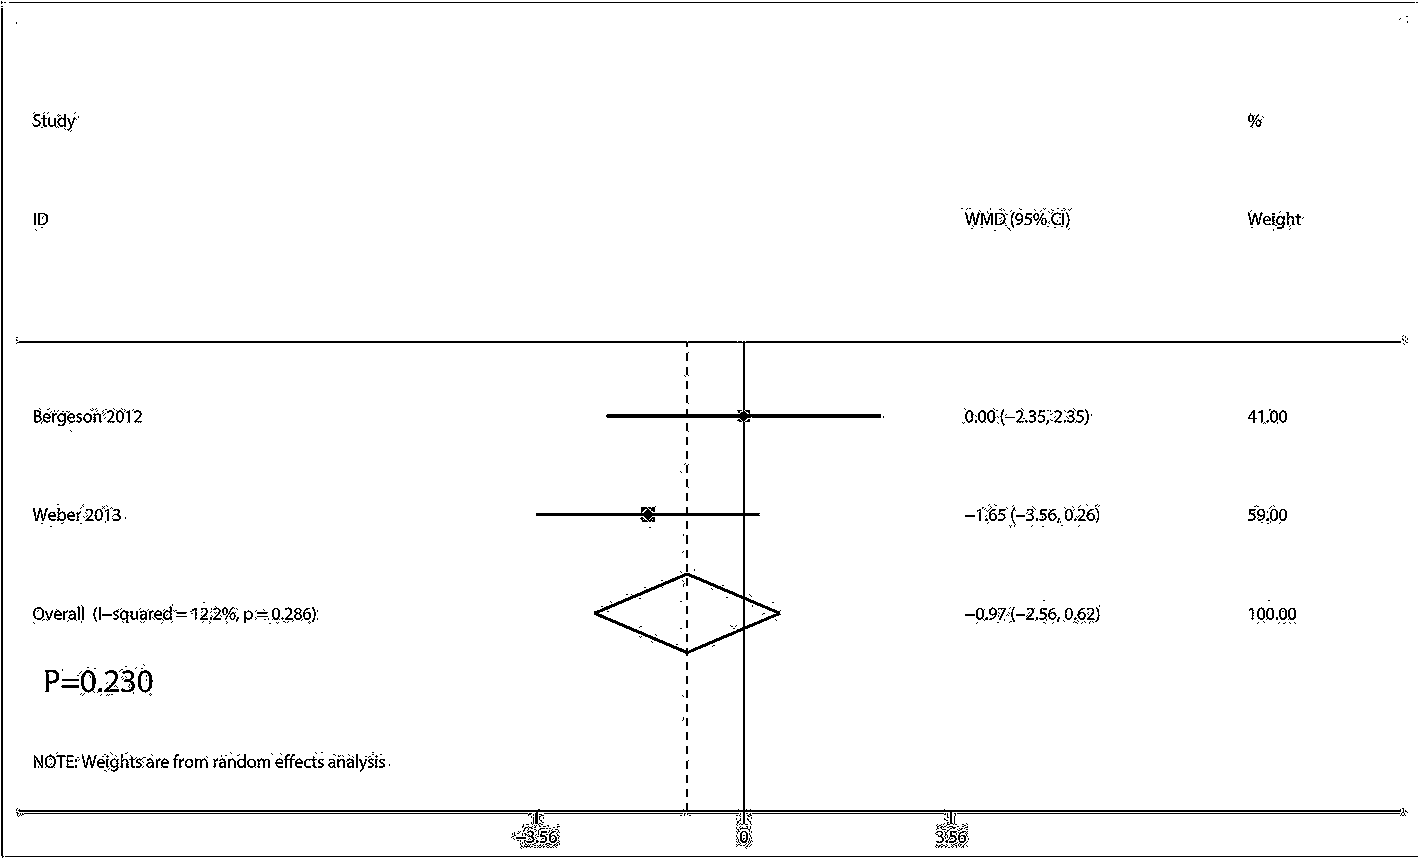 Study %
ID WMD (95% CI) Weight
Bergeson 2012 0.00 (−2.35, 2.35) 41.00
Weber 2013 −1.65 (−3.56, 0.26) 59.00
Overall (I−squared = 12.2%, p = 0.286) −0.97 (−2.56, 0.62) 100.00
P=0.230
NOTE: Weights are from random effects analysis
−3.56 0 3.56